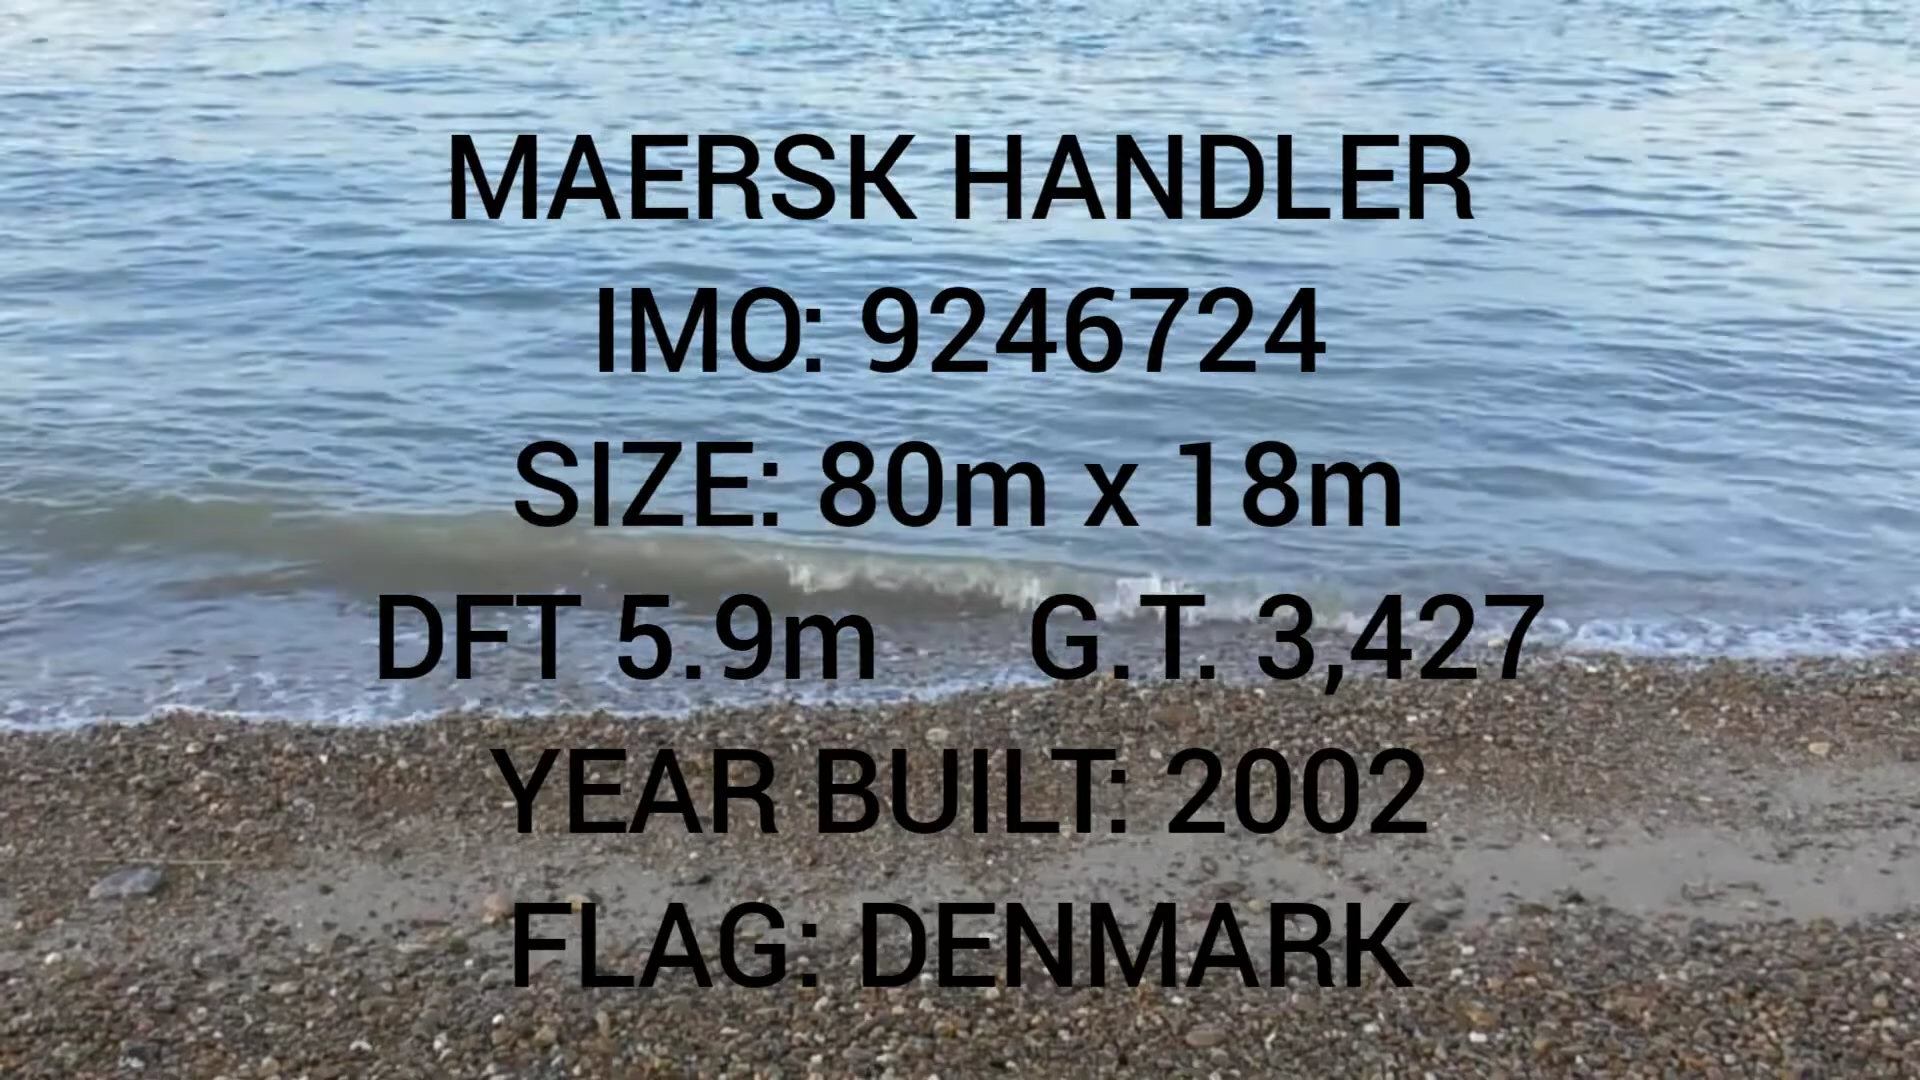 MAERSK HANDLER
IMO: 9246724
SIZE: 80m x 18m
DFT 5.9m G.T. 3,427
YEAR BUILT: 2002
FLAG: DENMARK